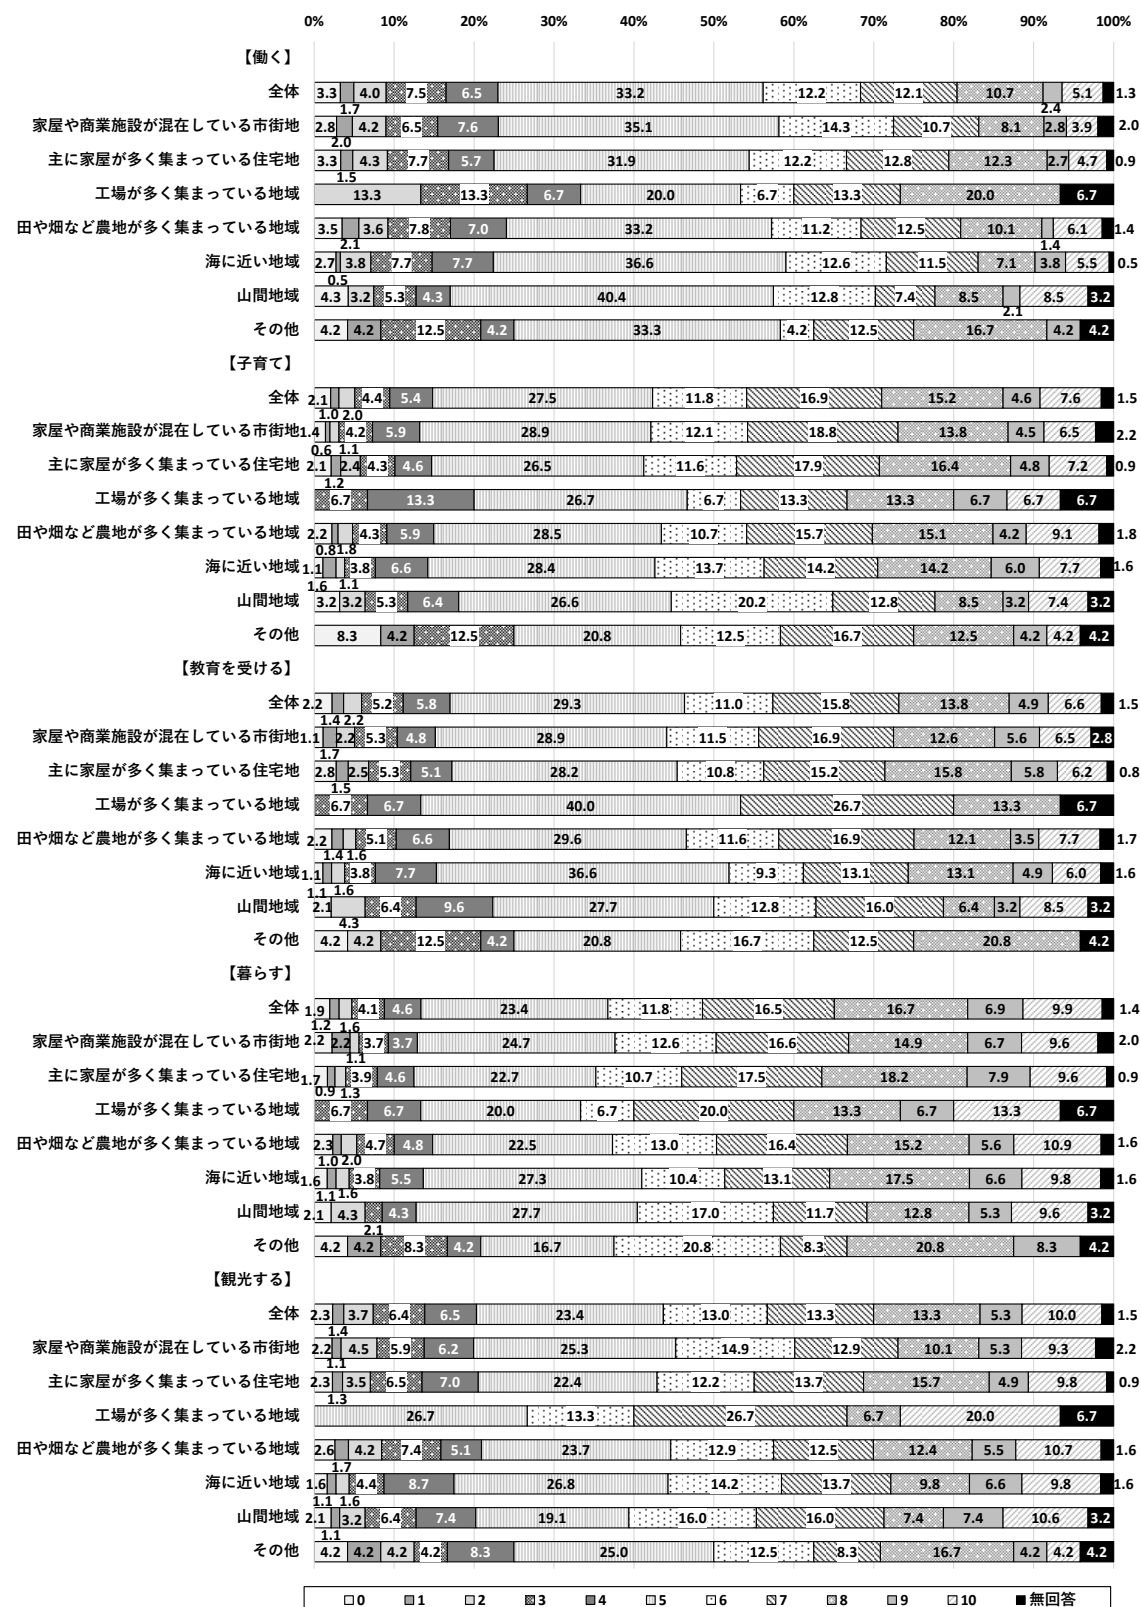 0% 10% 20% 30% 40% 50% 60% 70% 80% 90% 100%
【働く】
全体 3.3 1.7 4.0 7.5 6.5 33.2 12.2 12.1 10.7 2.4 5.1 1.3
家屋や商業施設が混在している市街地 2.8 2.0 4.2 6.5 7.6 35.1 14.3 10.7 8.1 2.8 3.9 2.0
主に家屋が多く集まっている住宅地 3.3 1.5 4.3 7.7 5.7 31.9 12.2 12.8 12.3 2.7 4.7 0.9
工場が多く集まっている地域 13.3 13.3 6.7 20.0 6.7 13.3 20.0 6.7
田や畑など農地が多く集まっている地域 3.5 2.1 3.6 7.8 7.0 33.2 11.2 12.5 10.1 1.4 6.1 1.4
海に近い地域 2.7 0.5 3.8 7.7 7.7 36.6 12.6 11.5 7.1 3.8 5.5 0.5
山間地域 4.3 3.2 5.3 4.3 40.4 12.8 7.4 8.5 2.1 8.5 3.2
その他 4.2 4.2 12.5 4.2 33.3 4.2 12.5 16.7 4.2 4.2
【子育て】
全体 2.1 1.0 2.0 4.4 5.4 27.5 11.8 16.9 15.2 4.6 7.6 1.5
家屋や商業施設が混在している市街地 1.4 0.6 1.1 4.2 5.9 28.9 12.1 18.8 13.8 4.5 6.5 2.2
主に家屋が多く集まっている住宅地 2.1 1.2 2.4 4.3 4.6 26.5 11.6 17.9 16.4 4.8 7.2 0.9
工場が多く集まっている地域 6.7 13.3 26.7 6.7 13.3 13.3 6.7 6.7 6.7
田や畑など農地が多く集まっている地域 2.2 0.8 1.8 4.3 5.9 28.5 10.7 15.7 15.1 4.2 9.1 1.8
海に近い地域 1.1 1.6 1.1 3.8 6.6 28.4 13.7 14.2 14.2 6.0 7.7 1.6
山間地域 3.2 3.2 5.3 6.4 26.6 20.2 12.8 8.5 3.2 7.4 3.2
その他 8.3 4.2 12.5 20.8 12.5 16.7 12.5 4.2 4.2 4.2
【教育を受ける】
全体 2.2 1.4 2.2 5.2 5.8 29.3 11.0 15.8 13.8 4.9 6.6 1.5
家屋や商業施設が混在している市街地 1.1 1.7 2.2 5.3 4.8 28.9 11.5 16.9 12.6 5.6 6.5 2.8
主に家屋が多く集まっている住宅地 2.8 1.5 2.5 5.3 5.1 28.2 10.8 15.2 15.8 5.8 6.2 0.8
工場が多く集まっている地域 6.7 6.7 40.0 26.7 13.3 6.7
田や畑など農地が多く集まっている地域 2.2 1.4 1.6 5.1 6.6 29.6 11.6 16.9 12.1 3.5 7.7 1.7
海に近い地域 1.1 1.1 1.6 3.8 7.7 36.6 9.3 13.1 13.1 4.9 6.0 1.6
山間地域 2.1 4.3 6.4 9.6 27.7 12.8 16.0 6.4 3.2 8.5 3.2
その他 4.2 4.2 12.5 4.2 20.8 16.7 12.5 20.8 4.2
【暮らす】
全体 1.9 1.2 1.6 4.1 4.6 23.4 11.8 16.5 16.7 6.9 9.9 1.4
家屋や商業施設が混在している市街地 2.2 2.2 1.1 3.7 3.7 24.7 12.6 16.6 14.9 6.7 9.6 2.0
主に家屋が多く集まっている住宅地 1.7 0.9 1.3 3.9 4.6 22.7 10.7 17.5 18.2 7.9 9.6 0.9
工場が多く集まっている地域 6.7 6.7 20.0 6.7 20.0 13.3 6.7 13.3 6.7
田や畑など農地が多く集まっている地域 2.3 1.0 2.0 4.7 4.8 22.5 13.0 16.4 15.2 5.6 10.9 1.6
海に近い地域 1.6 1.1 1.6 3.8 5.5 27.3 10.4 13.1 17.5 6.6 9.8 1.6
山間地域 2.1 4.3 2.1 4.3 27.7 17.0 11.7 12.8 5.3 9.6 3.2
その他 4.2 4.2 8.3 4.2 16.7 20.8 8.3 20.8 8.3 4.2
【観光する】
全体 2.3 1.4 3.7 6.4 6.5 23.4 13.0 13.3 13.3 5.3 10.0 1.5
家屋や商業施設が混在している市街地 2.2 1.1 4.5 5.9 6.2 25.3 14.9 12.9 10.1 5.3 9.3 2.2
主に家屋が多く集まっている住宅地 2.3 1.3 3.5 6.5 7.0 22.4 12.2 13.7 15.7 4.9 9.8 0.9
工場が多く集まっている地域 26.7 13.3 26.7 6.7 20.0 6.7
田や畑など農地が多く集まっている地域 2.6 1.7 4.2 7.4 5.1 23.7 12.9 12.5 12.4 5.5 10.7 1.6
海に近い地域 1.6 1.1 1.6 4.4 8.7 26.8 14.2 13.7 9.8 6.6 9.8 1.6
山間地域 2.1 1.1 3.2 6.4 7.4 19.1 16.0 16.0 7.4 7.4 10.6 3.2
その他 4.2 4.2 4.2 4.2 8.3 25.0 12.5 8.3 16.7 4.2 4.2 4.2
0 1 2 3 4 5 6 7 8 9 10 無回答